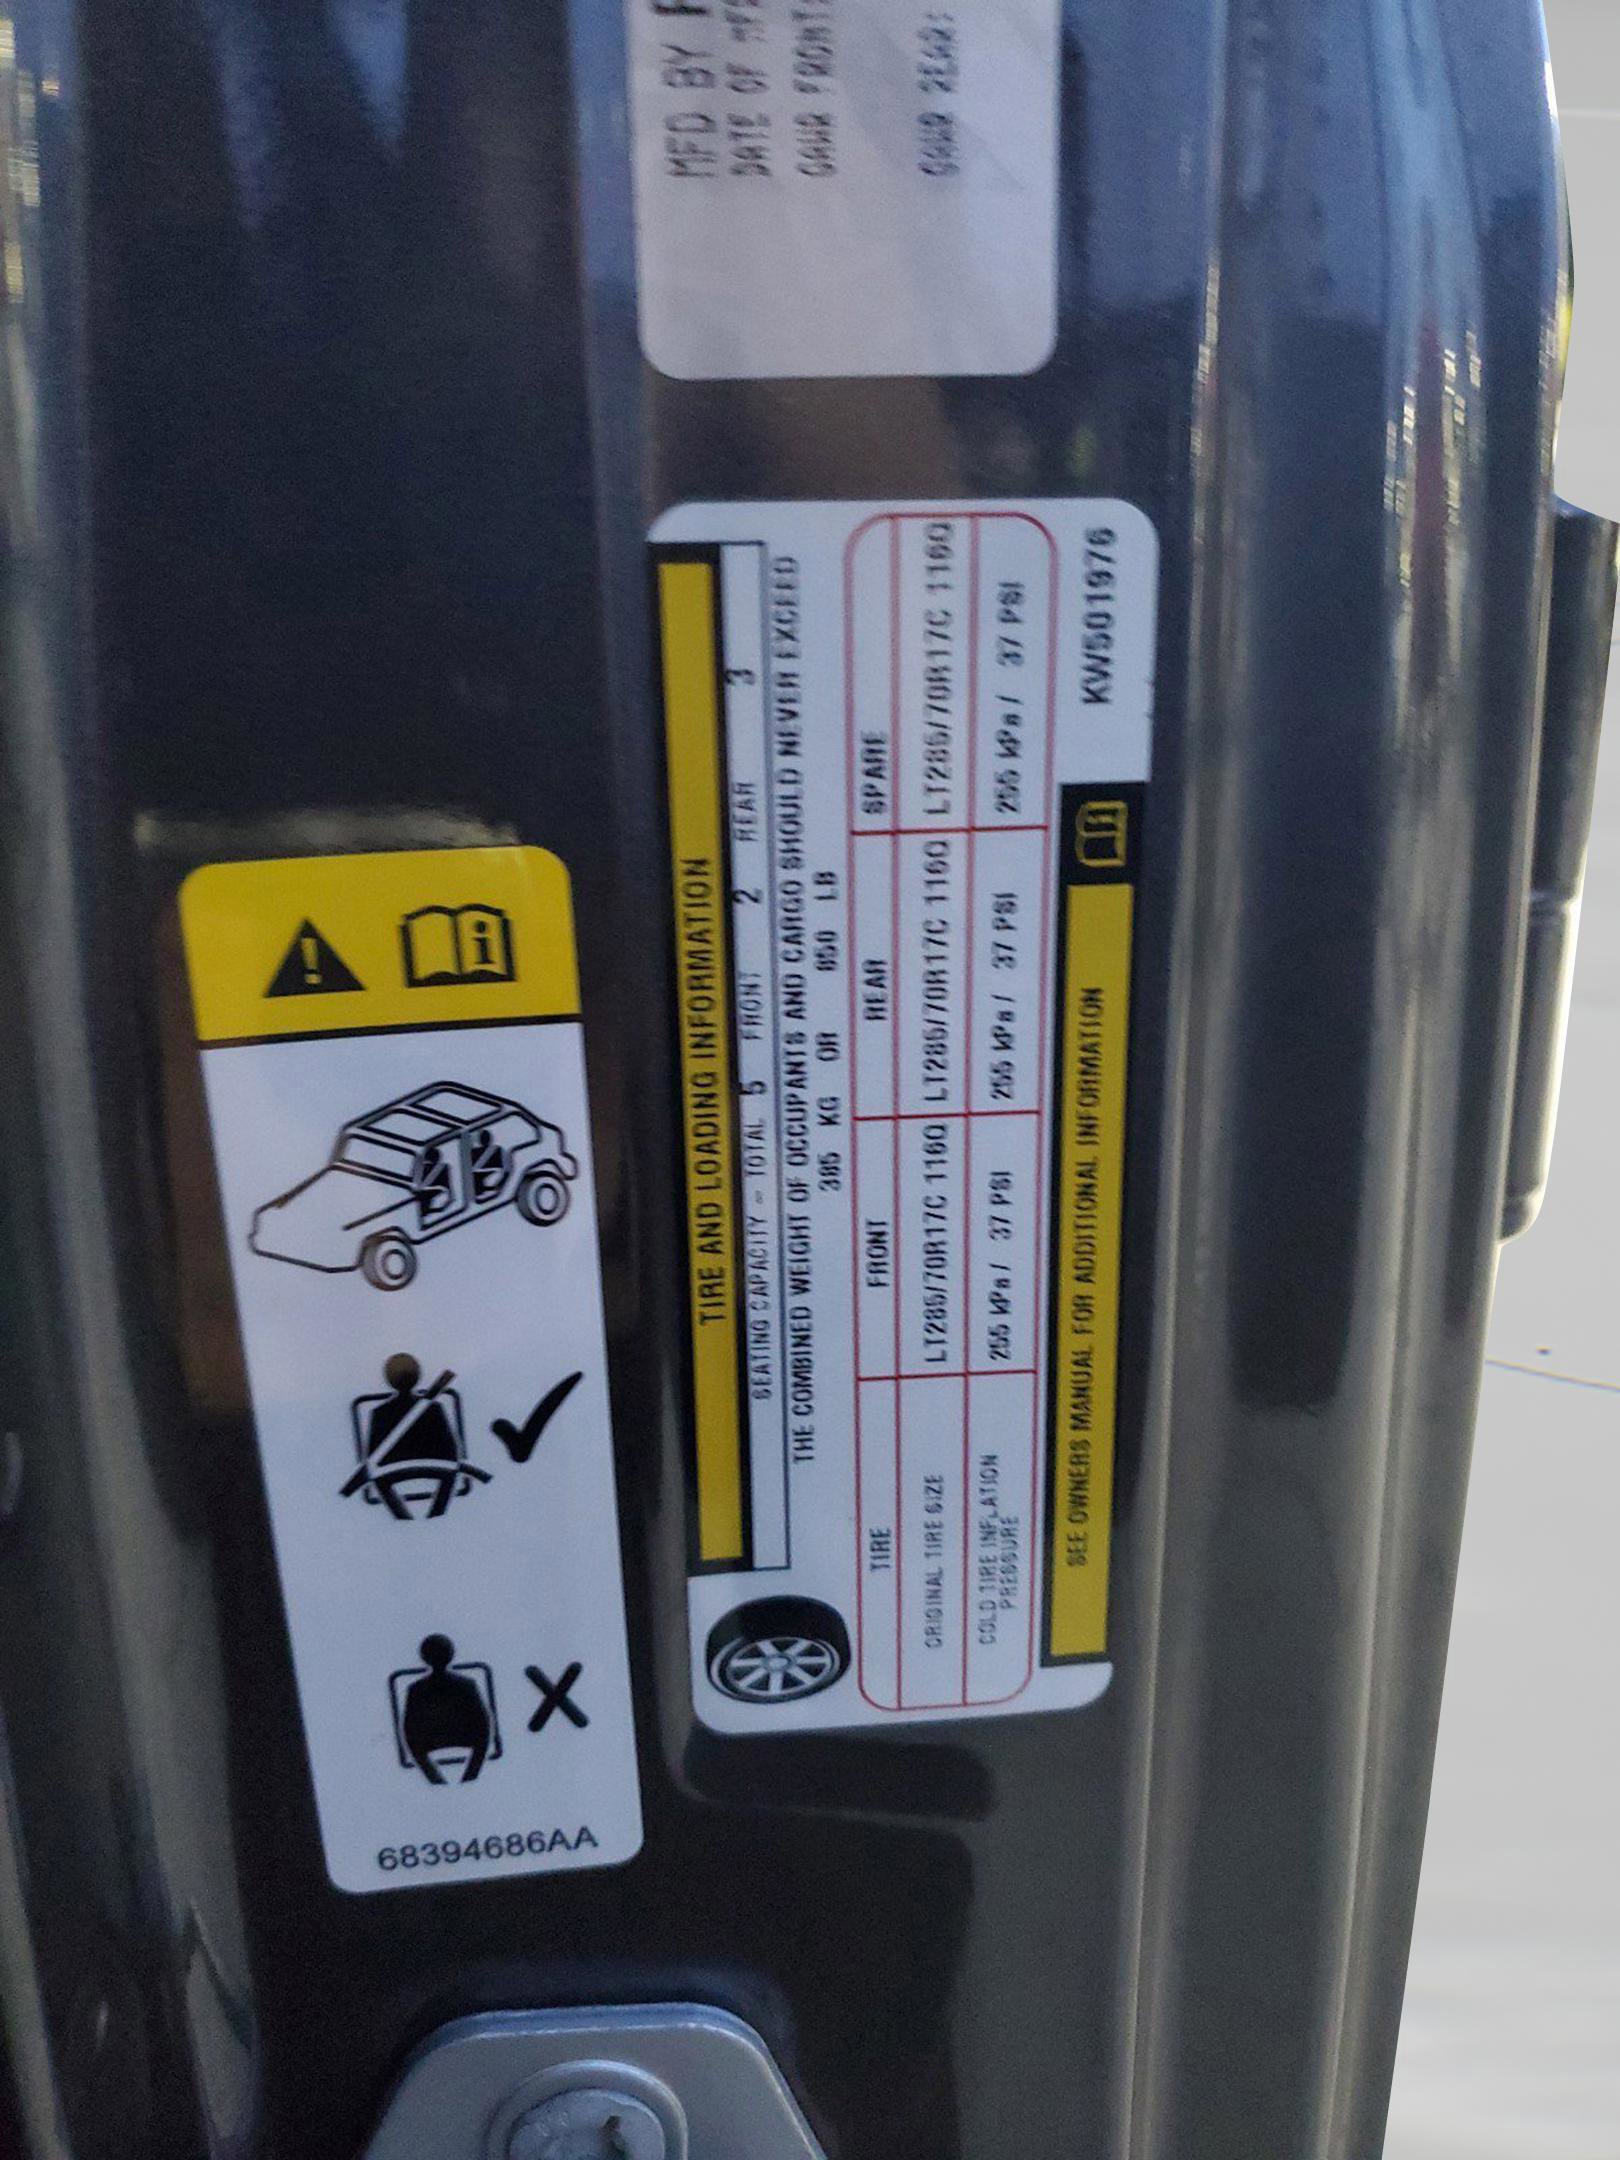 MFD BY
DATE OF
GAWR FRONT:
GAWR REAR:
TIRE AND LOADING INFORMATION
SEATING CAPACITY – TOTAL 5 FRONT 2 REAR 3
THE COMBINED WEIGHT OF OCCUPANTS AND CARGO SHOULD NEVER EXCEED
385 KG OR 850 LB
TIRE FRONT REAR SPARE
ORIGINAL TIRE SIZE LT285/70R17C 116Q LT285/70R17C 116Q LT285/70R17C 116Q
COLD TIRE INFLATION
PRESSURE 255 kPa / 37 PSI 255 kPa / 37 PSI 255 kPa / 37 PSI
SEE OWNERS MANUAL FOR ADDITIONAL INFORMATION
KW501976
68394686AA